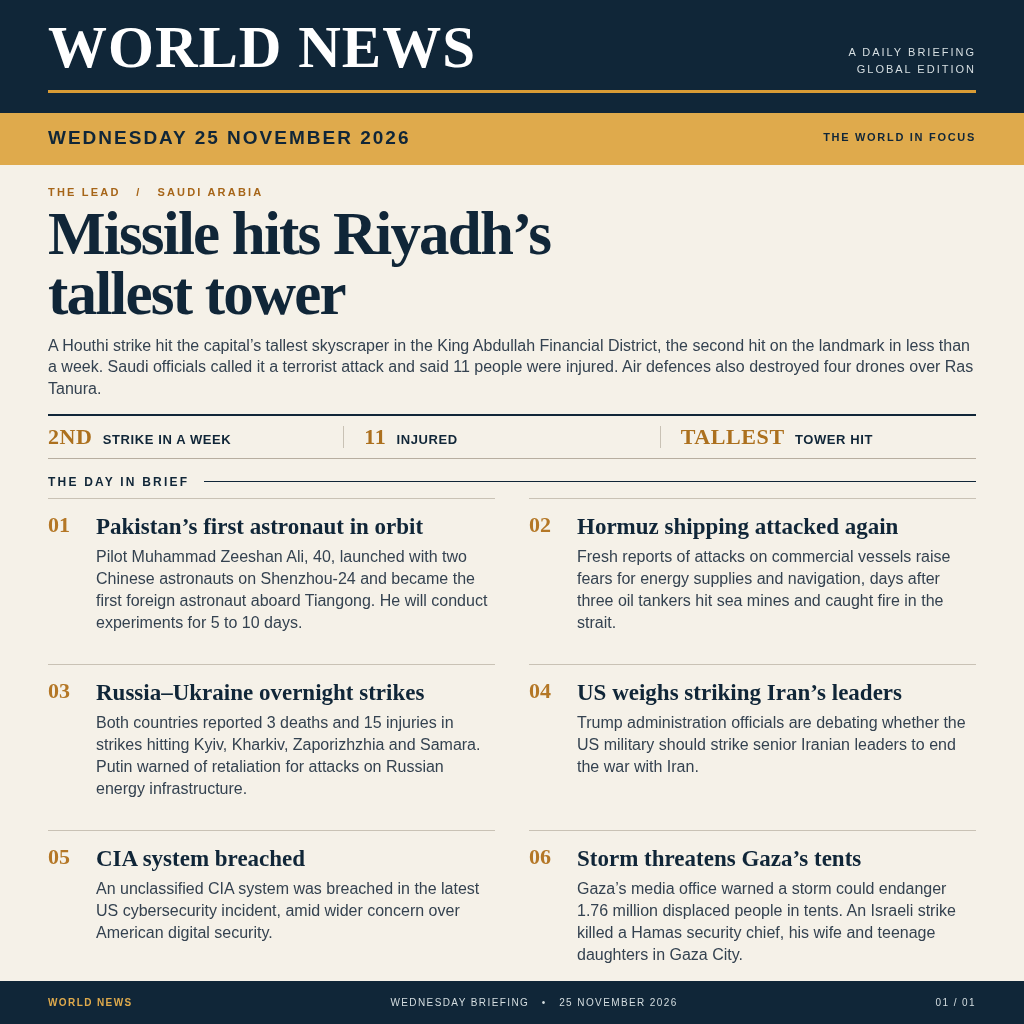 WORLD NEWS
A DAILY BRIEFING
GLOBAL EDITION
WEDNESDAY 25 NOVEMBER 2026
THE WORLD IN FOCUS
THE LEAD / SAUDI ARABIA
Missile hits Riyadh’s
tallest tower
A Houthi strike hit the capital’s tallest skyscraper in the King Abdullah Financial District, the second hit on the landmark in less than
a week. Saudi officials called it a terrorist attack and said 11 people were injured. Air defences also destroyed four drones over Ras
Tanura.
2ND STRIKE IN A WEEK
11 INJURED
TALLEST TOWER HIT
THE DAY IN BRIEF
01 Pakistan’s first astronaut in orbit
Pilot Muhammad Zeeshan Ali, 40, launched with two
Chinese astronauts on Shenzhou-24 and became the
first foreign astronaut aboard Tiangong. He will conduct
experiments for 5 to 10 days.
02 Hormuz shipping attacked again
Fresh reports of attacks on commercial vessels raise
fears for energy supplies and navigation, days after
three oil tankers hit sea mines and caught fire in the
strait.
03 Russia–Ukraine overnight strikes
Both countries reported 3 deaths and 15 injuries in
strikes hitting Kyiv, Kharkiv, Zaporizhzhia and Samara.
Putin warned of retaliation for attacks on Russian
energy infrastructure.
04 US weighs striking Iran’s leaders
Trump administration officials are debating whether the
US military should strike senior Iranian leaders to end
the war with Iran.
05 CIA system breached
An unclassified CIA system was breached in the latest
US cybersecurity incident, amid wider concern over
American digital security.
06 Storm threatens Gaza’s tents
Gaza’s media office warned a storm could endanger
1.76 million displaced people in tents. An Israeli strike
killed a Hamas security chief, his wife and teenage
daughters in Gaza City.
WORLD NEWS
WEDNESDAY BRIEFING • 25 NOVEMBER 2026
01 / 01